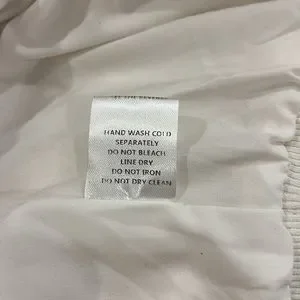 HAND WASH COLD
SEPARATELY
DO NOT BLEACH
LINE DRY
DO NOT IRON
DO NOT DRY CLEAN